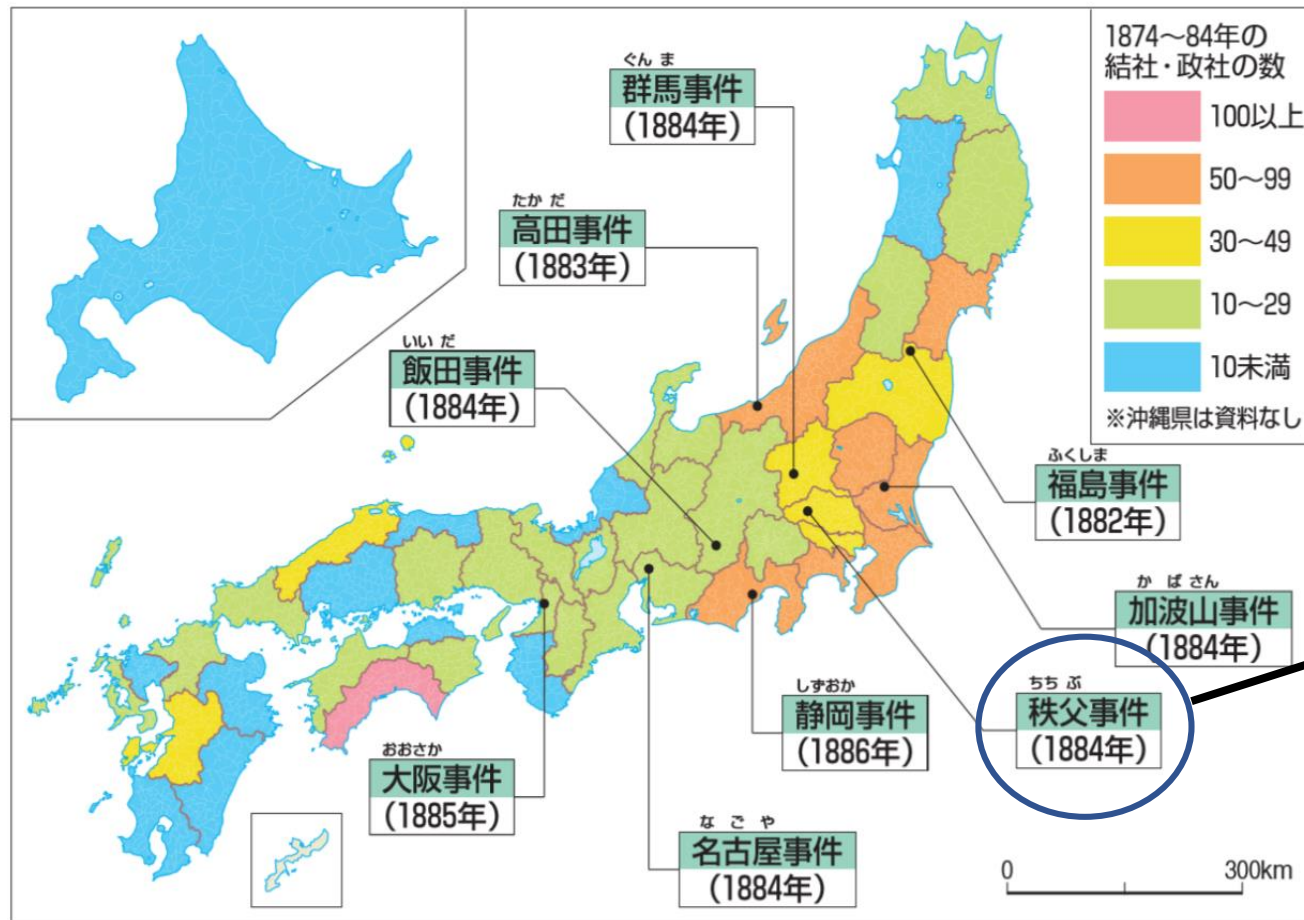 ぐんま
群馬事件
(1884年)
たかだ
高田事件
(1883年)
いいだ
飯田事件
(1884年)
1874～84年の
結社・政社の数
100以上
50～99
30～49
10～29
10未満
※沖縄県は資料なし
ふくしま
福島事件
(1882年)
かばさん
加波山事件
(1884年)
ちちぶ
秩父事件
(1884年)
しずおか
静岡事件
(1886年)
おおさか
大阪事件
(1885年)
なごや
名古屋事件
(1884年)
0 300km